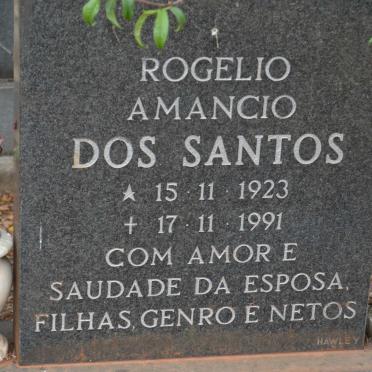 ROGELIO
AMANCIO
DOS SANTOS
★ 15·11·1923
✝ 17·11·1991
COM AMOR E
SAUDADE DA ESPOSA,
FILHAS, GENRO E NETOS
HAWLEY